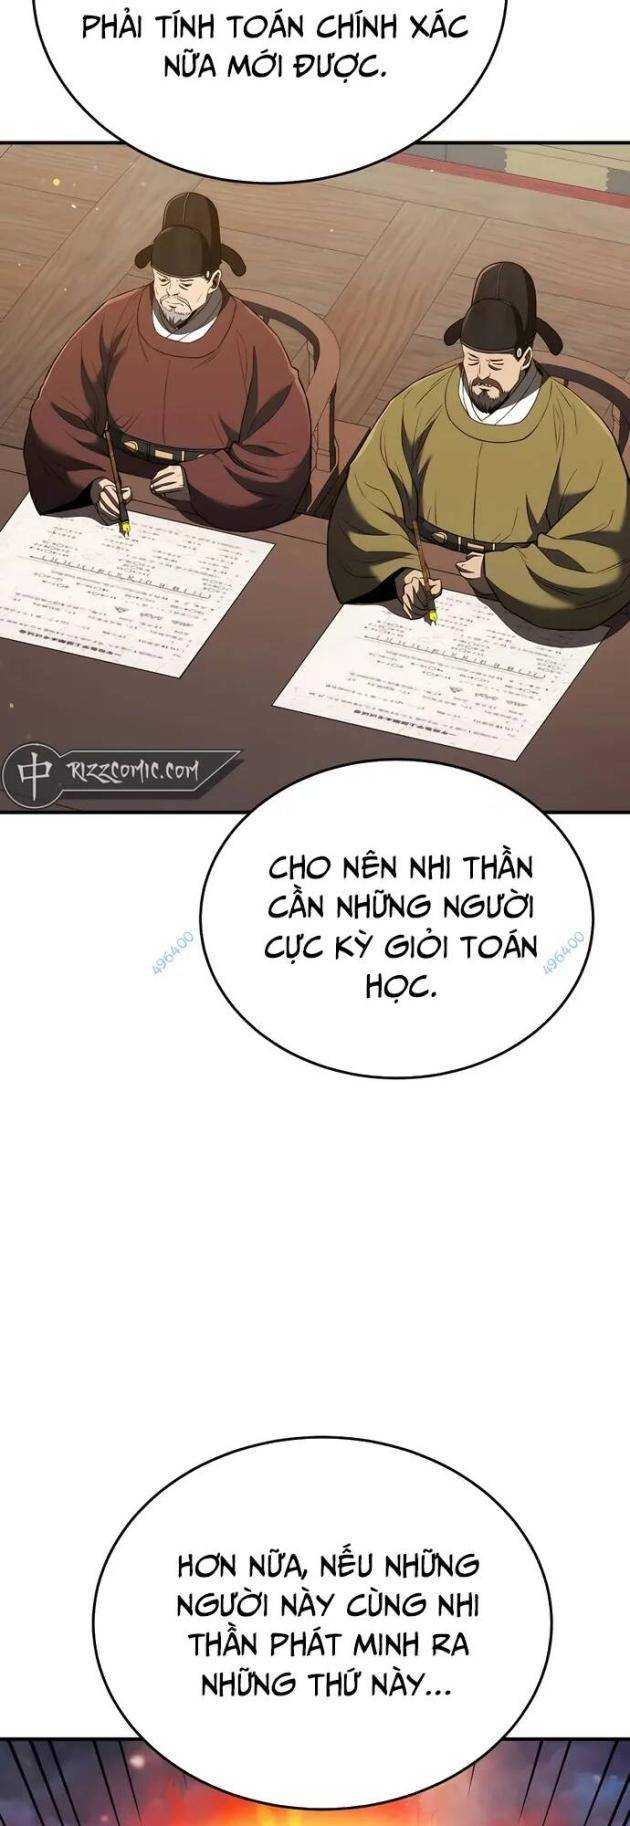 PHẢI TÍNH TOÁN CHÍNH XÁC
NỮA MỚI ĐƯỢC.
中 RIZZCOMIC.COM
CHO NÊN NHI THẦN
CẦN NHỮNG NGƯỜI
CỰC KỲ GIỎI TOÁN
HỌC.
496400
496400
HƠN NỮA, NẾU NHỮNG
NGƯỜI NÀY CÙNG NHI
THẦN PHÁT MINH RA
NHỮNG THỨ NÀY...